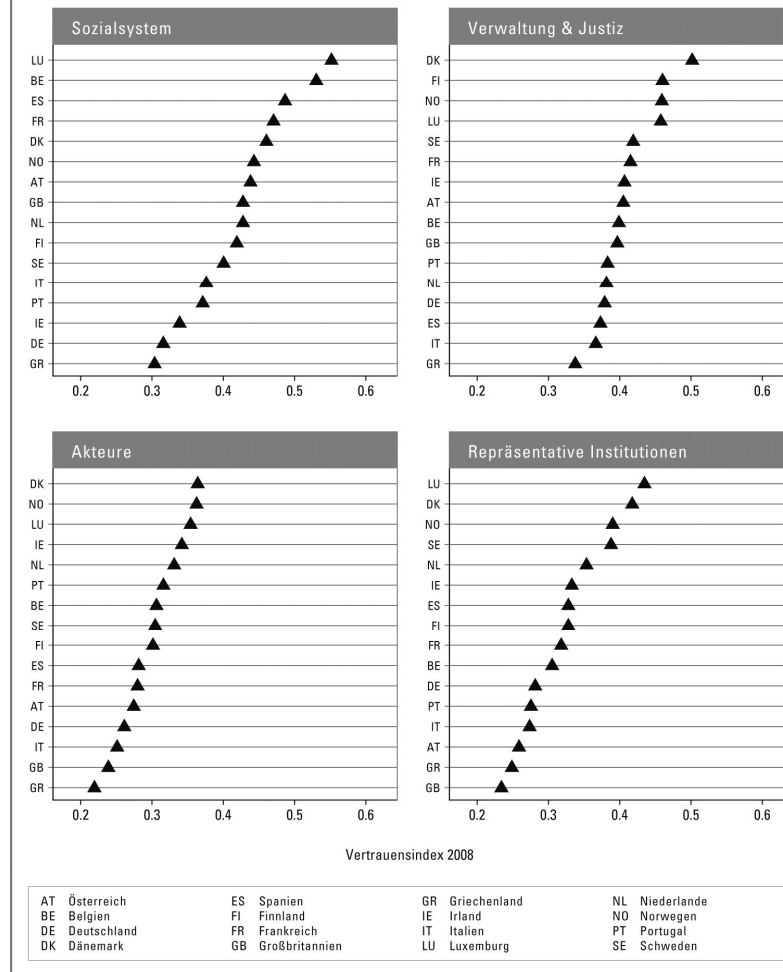 Sozialsystem
LU
BE
ES
FR
DK
NO
AT
GB
NL
FI
SE
IT
PT
IE
DE
GR
0.2 0.3 0.4 0.5 0.6
Verwaltung & Justiz
DK
FI
NO
LU
SE
FR
IE
AT
BE
GB
PT
NL
DE
ES
IT
GR
0.2 0.3 0.4 0.5 0.6
Akteure
DK
NO
LU
IE
NL
PT
BE
SE
FI
ES
FR
AT
DE
IT
GB
GR
0.2 0.3 0.4 0.5 0.6
Repräsentative Institutionen
LU
DK
NO
SE
NL
IE
ES
FI
FR
BE
DE
PT
IT
AT
GR
GB
0.2 0.3 0.4 0.5 0.6
Vertrauensindex 2008
AT Österreich ES Spanien GR Griechenland NL Niederlande
BE Belgien FI Finnland IE Irland NO Norwegen
DE Deutschland FR Frankreich IT Italien PT Portugal
DK Dänemark GB Großbritannien LU Luxemburg SE Schweden